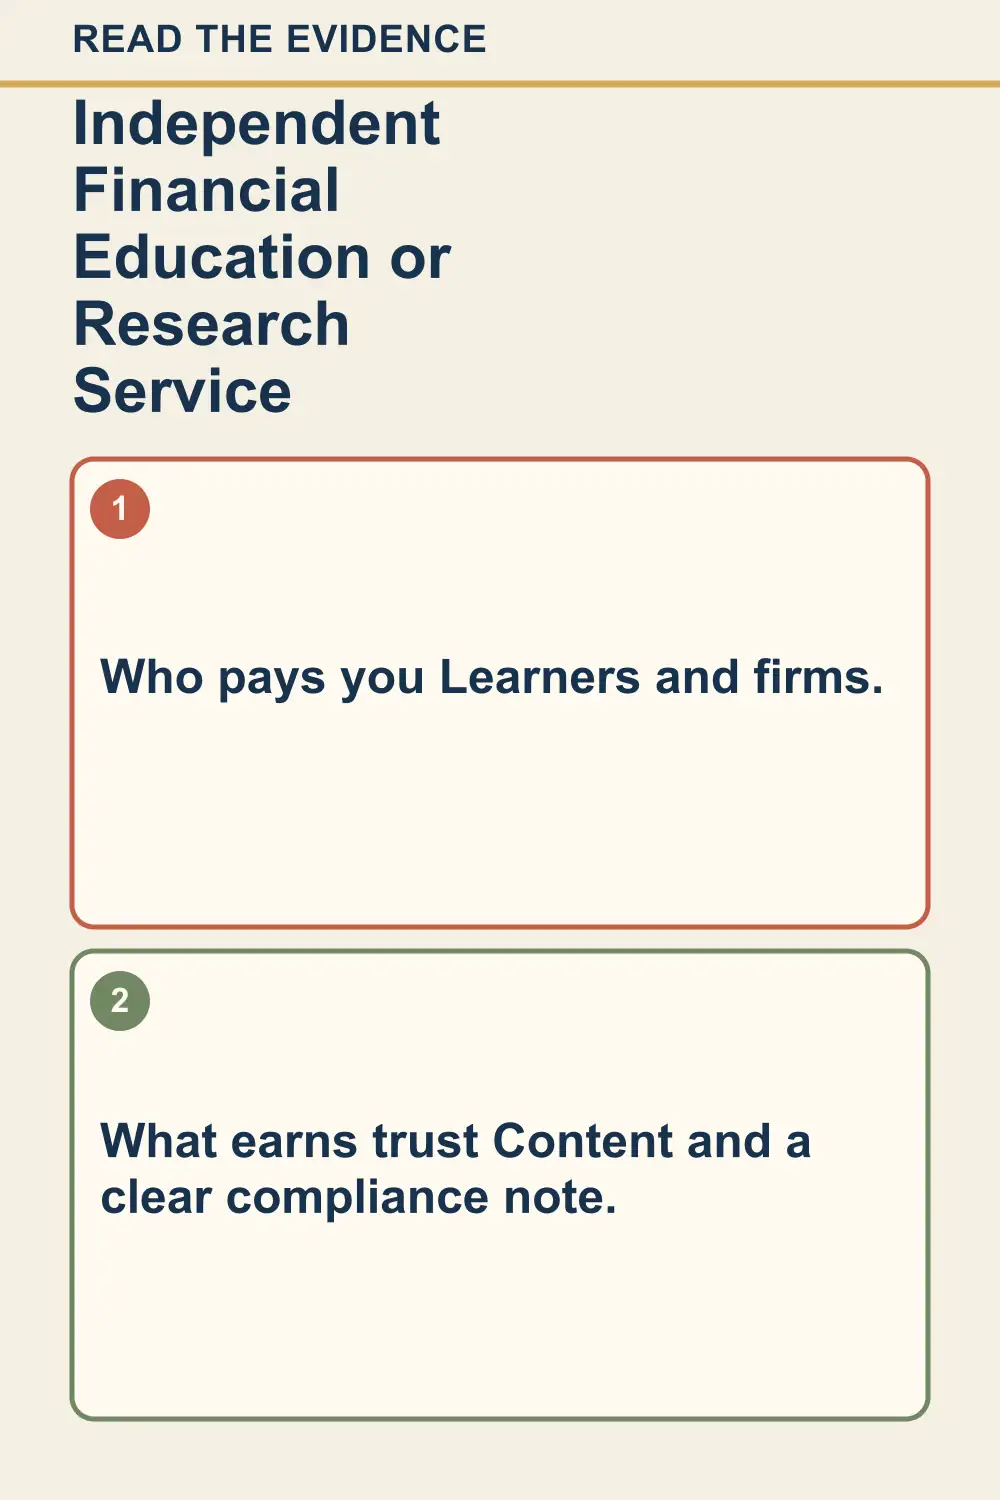 READ THE EVIDENCE
Independent
Financial
Education or
Research
Service
1
Who pays you Learners and firms.
2
What earns trust Content and a
clear compliance note.